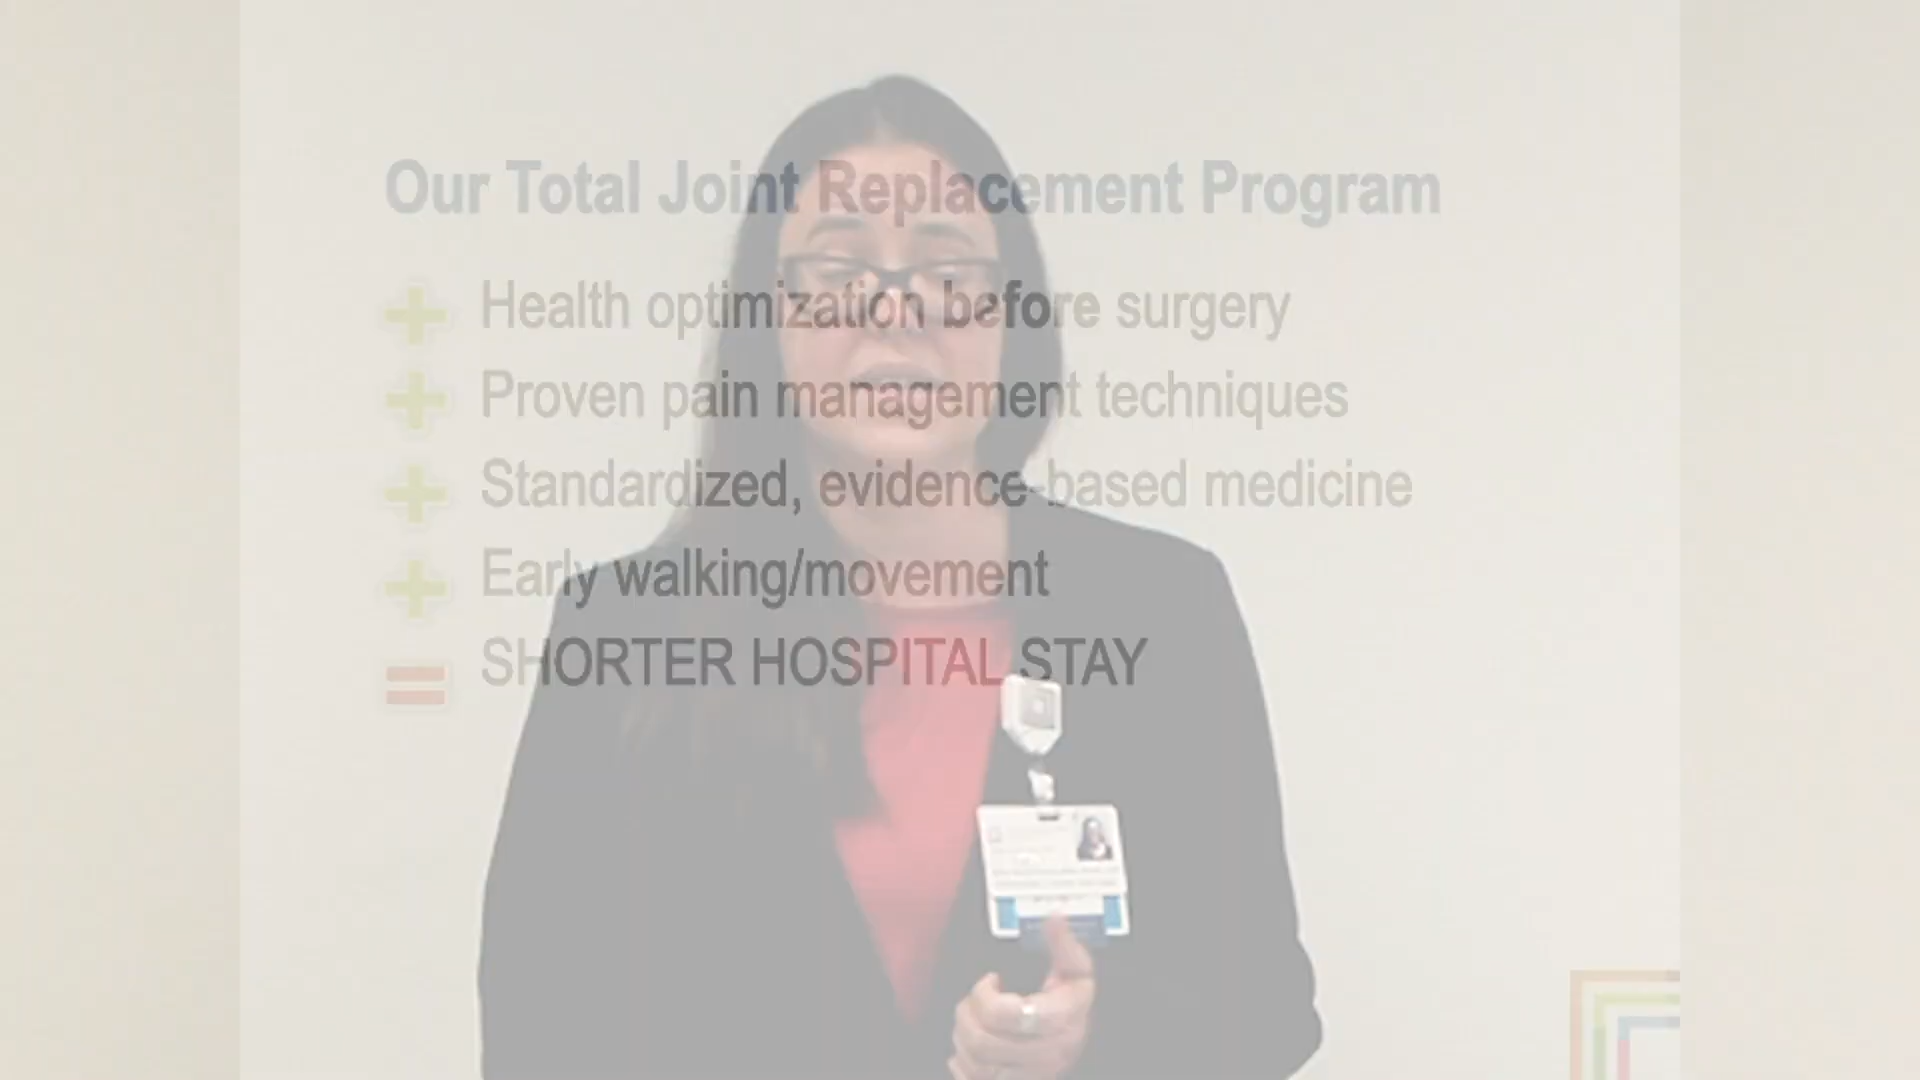 Our Total Joint Replacement Program
Health optimization before surgery
Proven pain management techniques
Standardized, evidence-based medicine
Early walking/movement
SHORTER HOSPITAL STAY